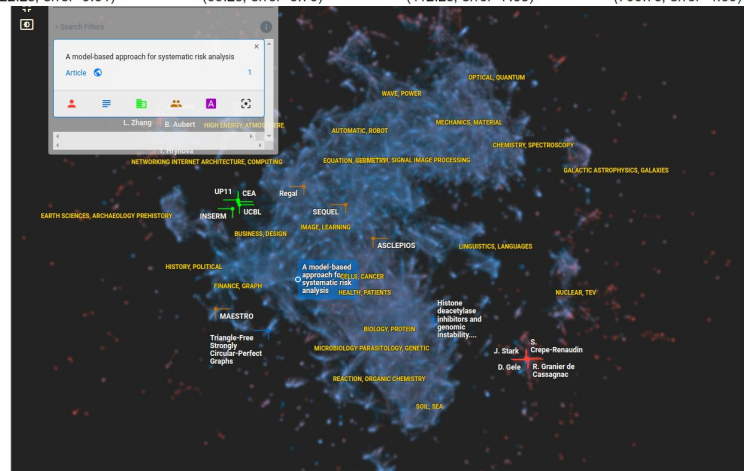 Search Filters
A model-based approach for systematic risk analysis
Article 1
A
L. Zhang
B. Aubert
HIGH ENERGY, ATMOSPHERE
T. Hryn'ova
NETWORKING INTERNET ARCHITECTURE, COMPUTING
OPTICAL, QUANTUM
WAVE, POWER
MECHANICS, MATERIAL
AUTOMATIC, ROBOT
CHEMISTRY, SPECTROSCOPY
EQUATION, GEOMETRY
SIGNAL IMAGE PROCESSING
GALACTIC ASTROPHYSICS, GALAXIES
UP11
CEA
Regal
INSERM
UCBL
SEQUEL
EARTH SCIENCES, ARCHAEOLOGY PREHISTORY
IMAGE, LEARNING
BUSINESS, DESIGN
ASCLEPIOS
LINGUISTICS, LANGUAGES
HISTORY, POLITICAL
A model-based
approach for
systematic risk
analysis
CELLS, CANCER
FINANCE, GRAPH
HEALTH, PATIENTS
NUCLEAR, TEV
MAESTRO
Histone
deacetylase
inhibitors and
genomic
instability....
Triangle-Free
Strongly
Circular-Perfect
Graphs
BIOLOGY, PROTEIN
MICROBIOLOGY PARASITOLOGY, GENETIC
J. Stark
S.
Crepe-Renaudin
D. Gele
R. Granier de
Cassagnac
REACTION, ORGANIC CHEMISTRY
SOIL, SEA